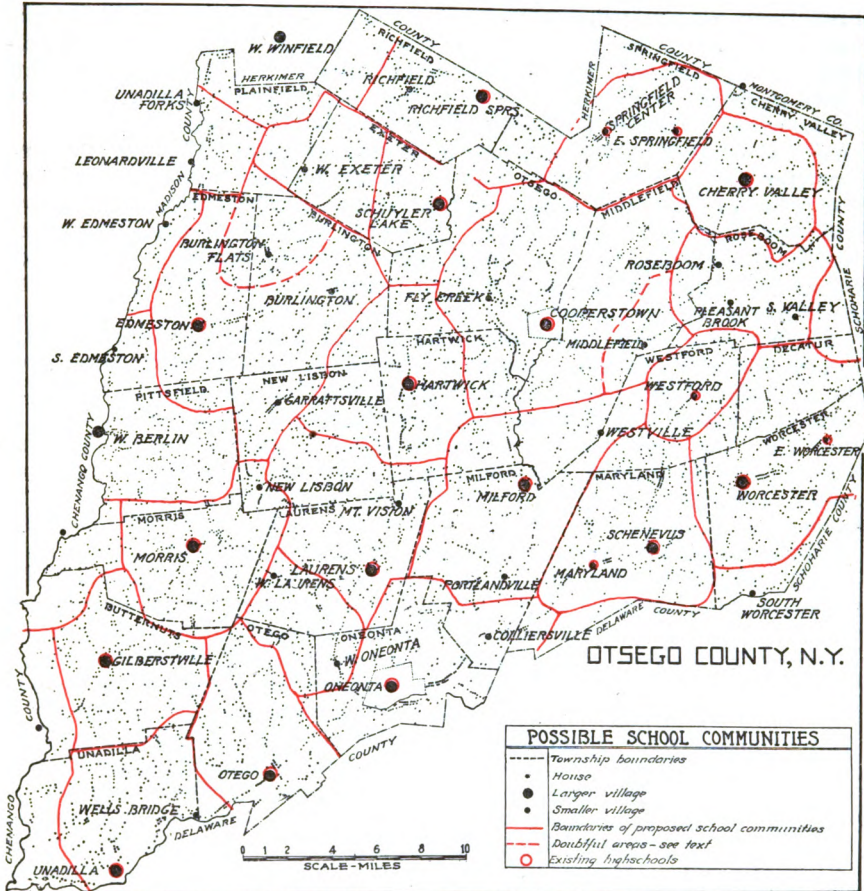 W. WINFIELD
COUNTY
RICHFIELD
COUNTY
SPRINGFIELD
HERKIMER
PLAINFIELD
RICHFIELD
RICHFIELD SPRS.
HERKIMER
MONTGOMERY CO.
CHERRY VALLEY
UNADILLA
FORKS
COUNTY
SPRINGFIELD
CENTER
E. SPRINGFIELD
LEONARDVILLE
EXETER
W. EXETER
OTSEGO
CHERRY VALLEY
MADISON
EDMESTON
MIDDLEFIELD
COUNTY
W. EDMESTON
SCHUYLER
LAKE
BURLINGTON
ROSEBOOM
BURLINGTON
FLATS
ROSEBOOM
SCHOHARIE
BURLINGTON
FLY CREEK
PLEASANT
BROOK
S. VALLEY
EDMESTON
COOPERSTOWN
S. EDMESTON
HARTWICK
MIDDLEFIELD
DECATUR
WESTFORD
NEW LISBON
PITTSFIELD
HARTWICK
WESTFORD
GARRATTSVILLE
W. BERLIN
WESTVILLE
WORCESTER
E. WORCESTER
CHENANGO COUNTY
NEW LISBON
MILFORD
MARYLAND
MILFORD
WORCESTER
LAURENS
MT. VISION
MORRIS
MORRIS
SCHENEVUS
LAURENS
W. LAURENS
MARYLAND
PORTLANDVILLE
SCHOHARIE COUNTY
SOUTH
WORCESTER
BUTTERNUTS
OTEGO
ONEONTA
COLLIERSVILLE
DELAWARE
COUNTY
GILBERTSVILLE
W. ONEONTA
OTSEGO COUNTY, N.Y.
ONEONTA
COUNTY
COUNTY
UNADILLA
OTEGO
WELLS BRIDGE
DELAWARE
CHENANGO
UNADILLA
0 1 2 4 6 8 10
SCALE-MILES
POSSIBLE SCHOOL COMMUNITIES
Township boundaries
House
Larger village
Smaller village
Boundaries of proposed school communities
Doubtful areas - see text
Existing highschools